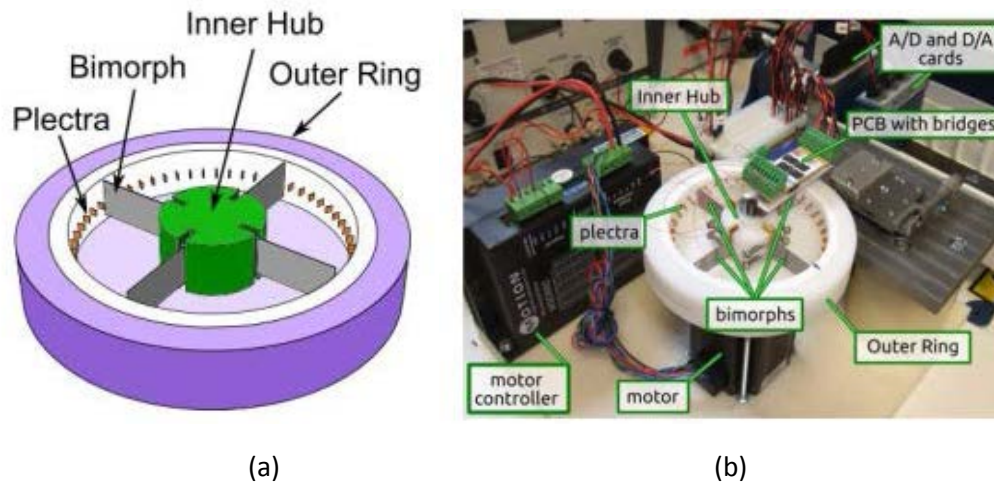 Inner Hub
Bimorph
Outer Ring
Plectra
A/D and D/A
cards
Inner Hub
PCB with bridges
plectra
MOTION
bimorphs
Outer Ring
motor
controller
motor
(a)
(b)